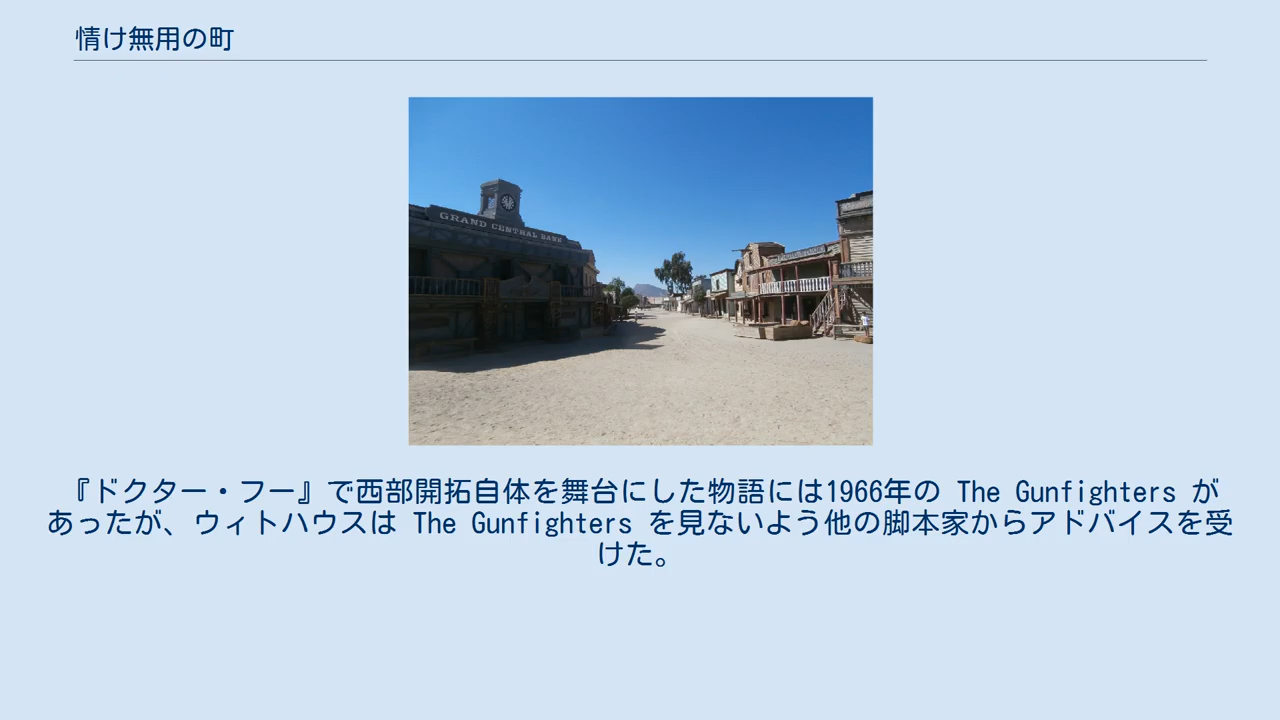 情け無用の町
GRAND CENTRAL BANK
『ドクター・フー』で西部開拓自体を舞台にした物語には1966年の The Gunfighters が
あったが、ウィトハウスは The Gunfighters を見ないよう他の脚本家からアドバイスを受
けた。